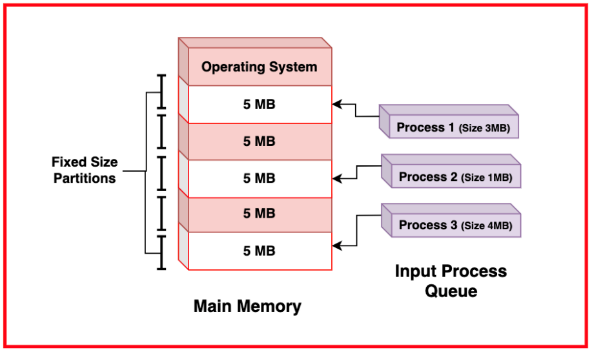 Operating System
5 MB
5 MB
5 MB
5 MB
5 MB
Fixed Size
Partitions
Process 1 (Size 3MB)
Process 2 (Size 1MB)
Process 3 (Size 4MB)
Main Memory
Input Process
Queue